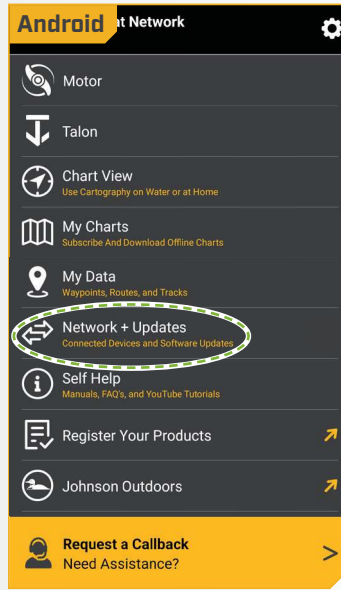 Android
at Network
Motor
Talon
Chart View
Use Cartography on Water or at Home
My Charts
Subscribe And Download Offline Charts
My Data
Waypoints, Routes, and Tracks
Network + Updates
Connected Devices and Software Updates
Self Help
Manuals, FAQ's, and YouTube Tutorials
Register Your Products
Johnson Outdoors
Request a Callback
Need Assistance?